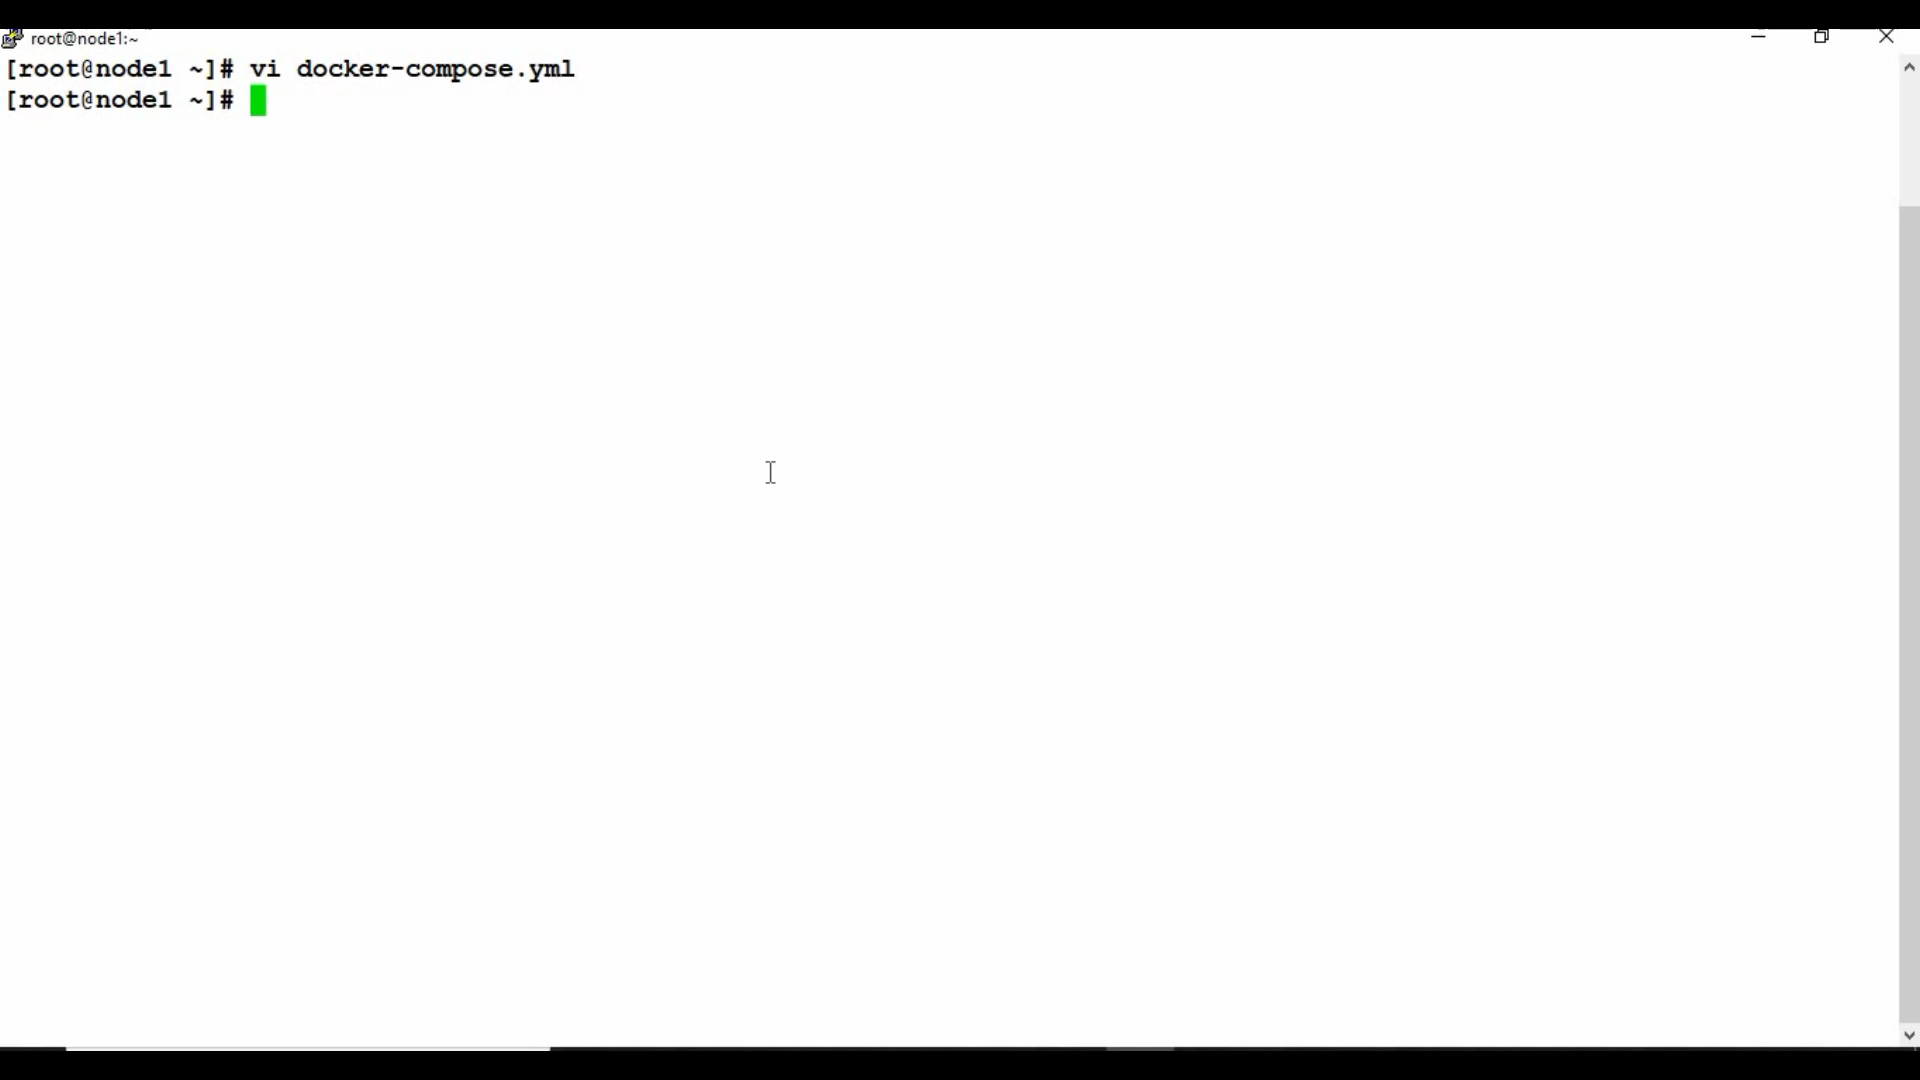 root@node1:~
[root@node1 ~]# vi docker-compose.yml
[root@node1 ~]#